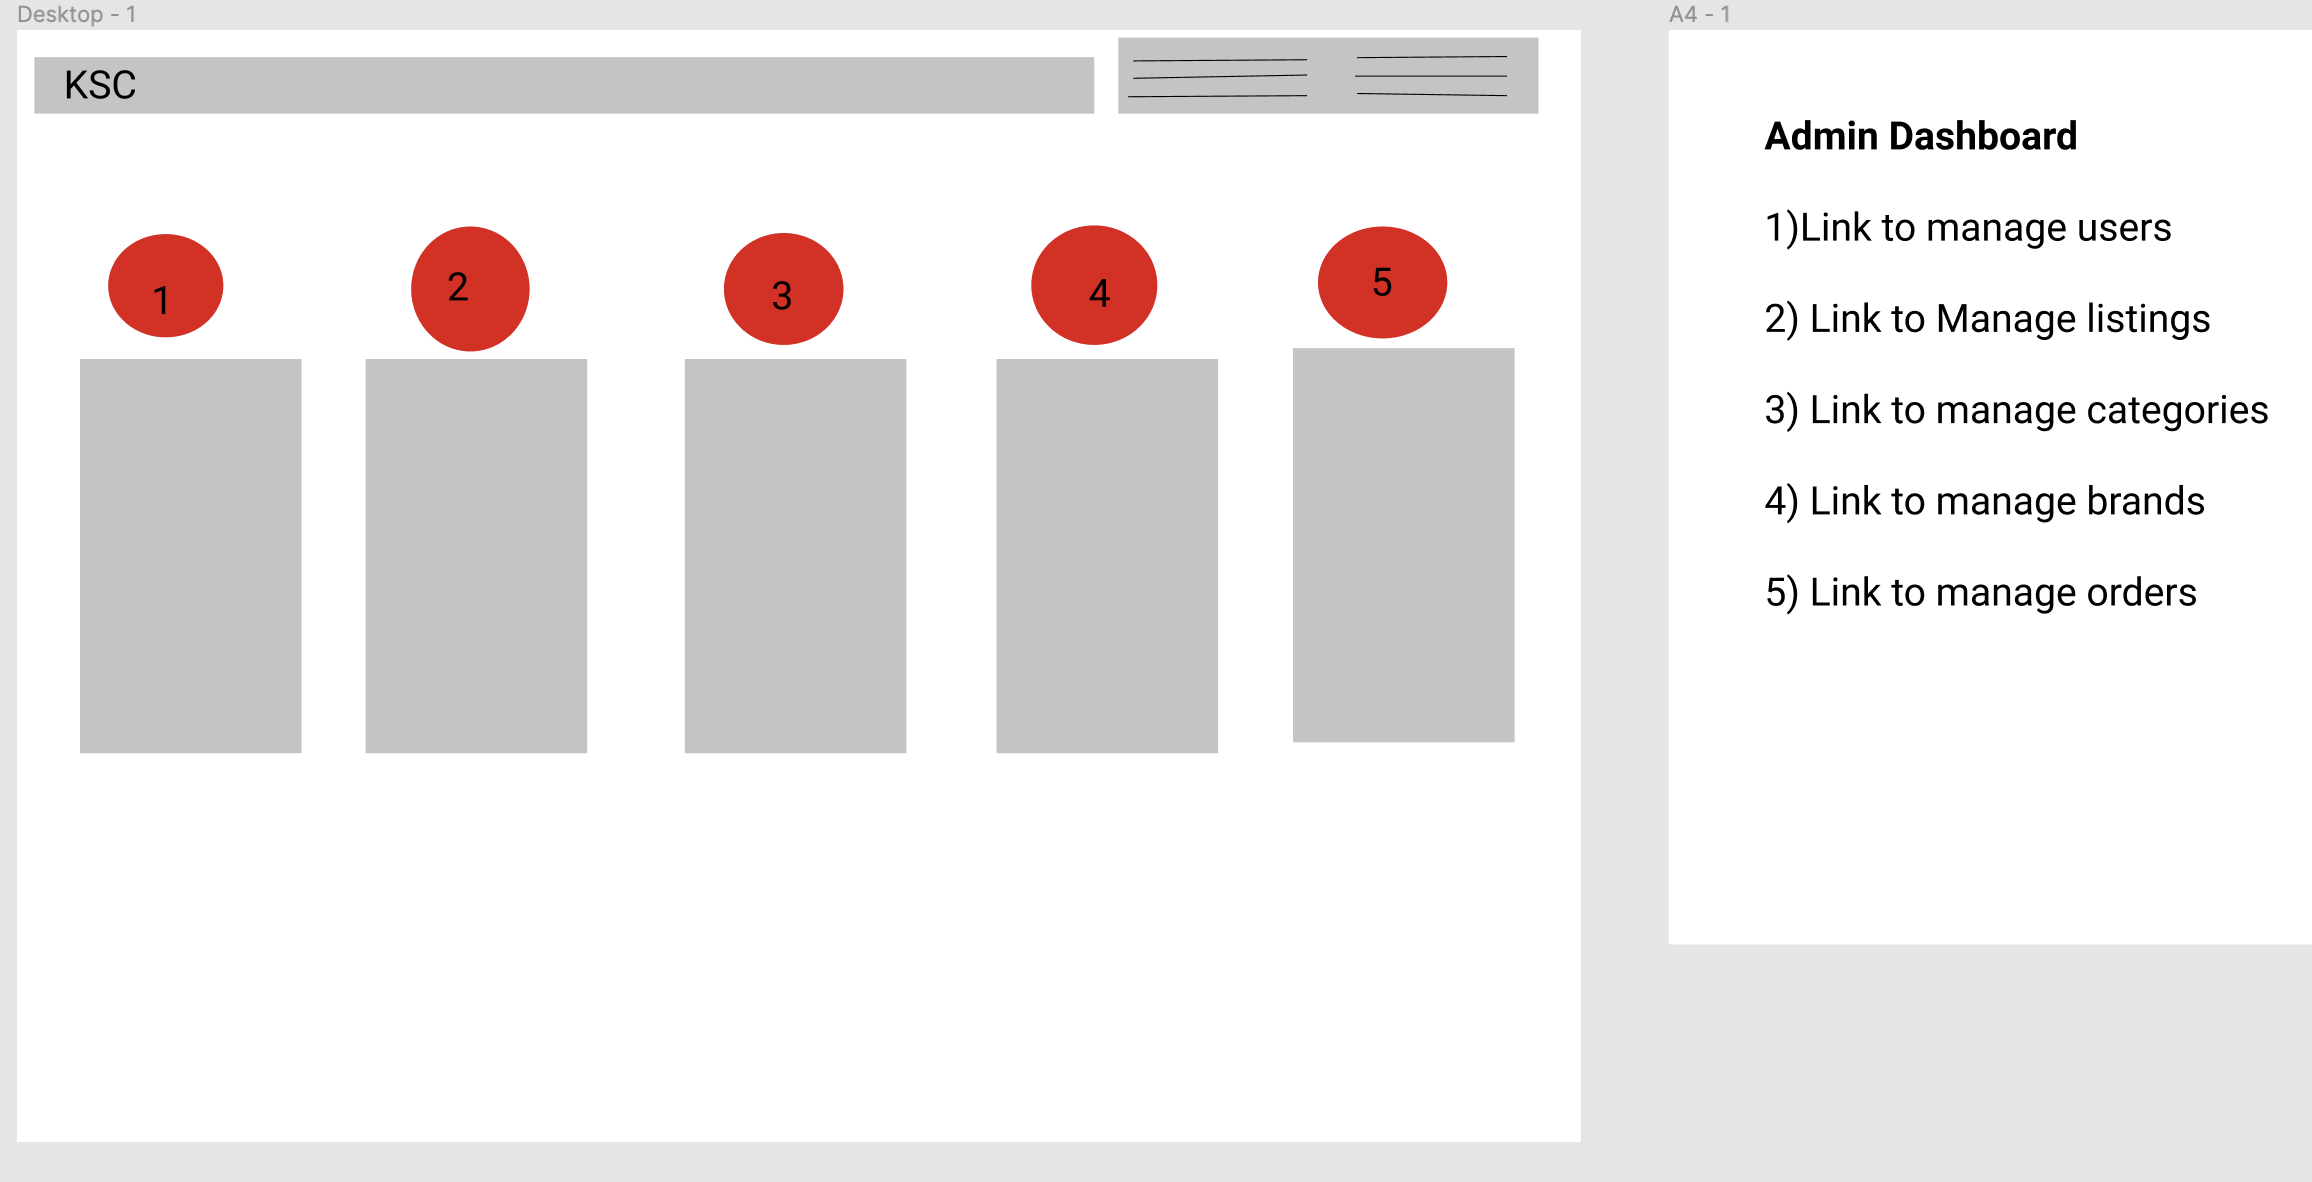 Desktop - 1
KSC
1
2
3
4
5
A4 - 1
Admin Dashboard
1)Link to manage users
2) Link to Manage listings
3) Link to manage categories
4) Link to manage brands
5) Link to manage orders